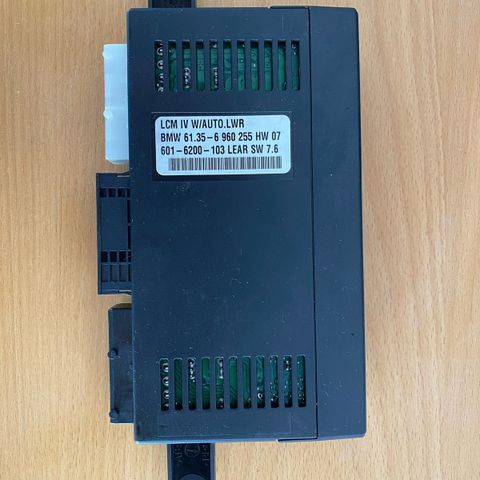 LCM IV W/AUTO.LWR
BMW 61.35-6 960 255 HW 07
601-6200-103 LEAR SW 7.6